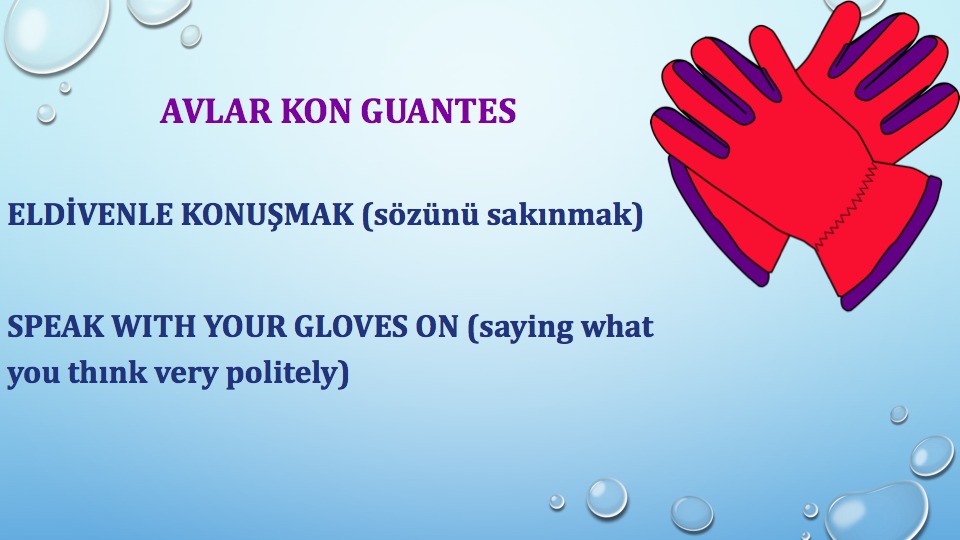 AVLAR KON GUANTES
ELDİVENLE KONUŞMAK (sözünü sakınmak)
SPEAK WITH YOUR GLOVES ON (saying what
you thınk very politely)